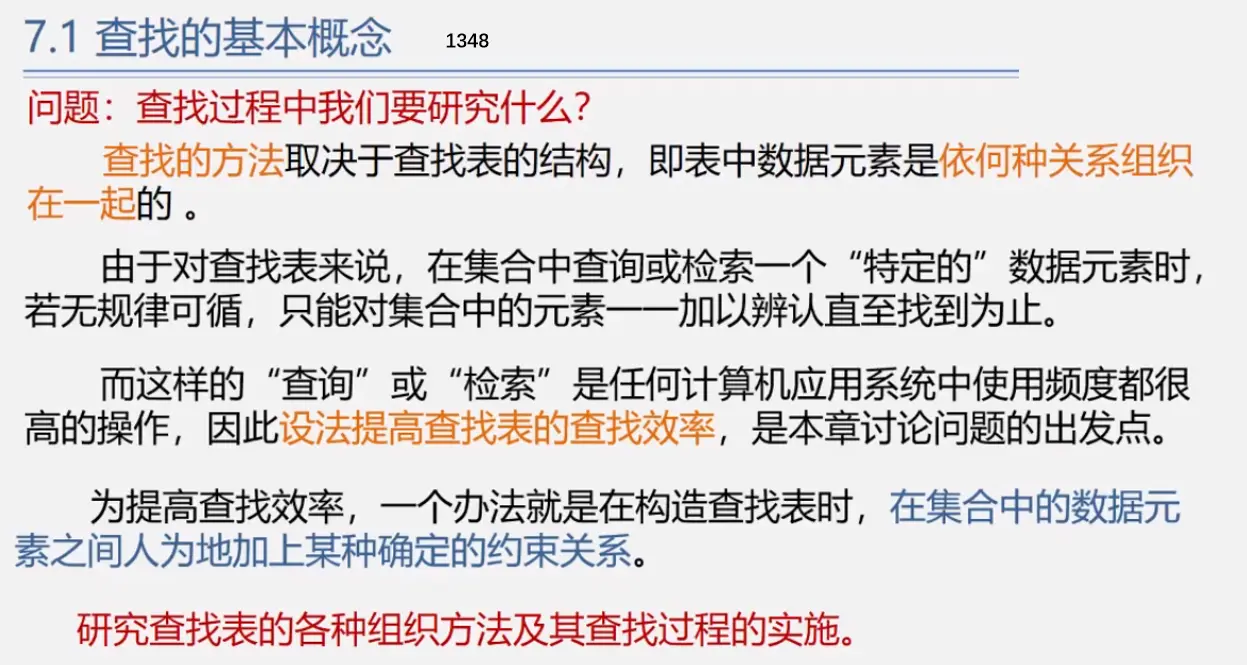 7.1 查找的基本概念 1348
问题：查找过程中我们要研究什么？
查找的方法取决于查找表的结构，即表中数据元素是依何种关系组织
在一起的 。
由于对查找表来说，在集合中查询或检索一个“特定的”数据元素时，
若无规律可循，只能对集合中的元素一一加以辨认直至找到为止。
而这样的“查询”或“检索”是任何计算机应用系统中使用频度都很
高的操作，因此设法提高查找表的查找效率，是本章讨论问题的出发点。
为提高查找效率，一个办法就是在构造查找表时，在集合中的数据元
素之间人为地加上某种确定的约束关系。
研究查找表的各种组织方法及其查找过程的实施。